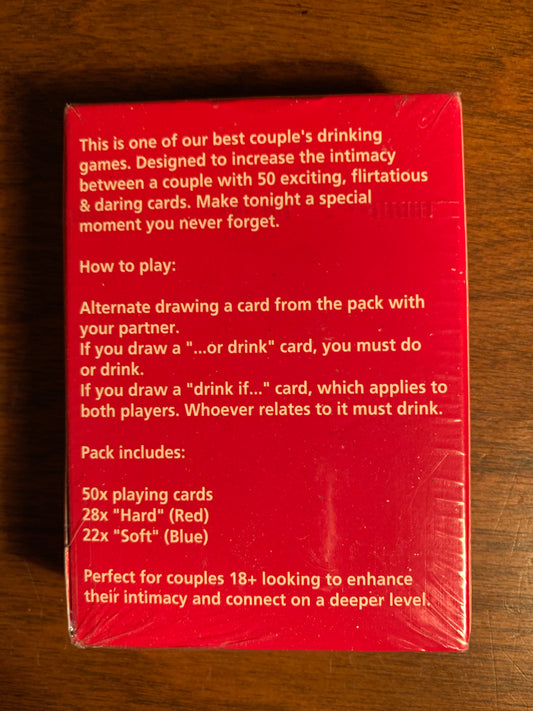 This is one of our best couple's drinking
games. Designed to increase the intimacy
between a couple with 50 exciting, flirtatious
& daring cards. Make tonight a special
moment you never forget.
How to play:
Alternate drawing a card from the pack with
your partner.
If you draw a "...or drink" card, you must do
or drink.
If you draw a "drink if..." card, which applies to
both players. Whoever relates to it must drink.
Pack includes:
50x playing cards
28x "Hard" (Red)
22x "Soft" (Blue)
Perfect for couples 18+ looking to enhance
their intimacy and connect on a deeper level.